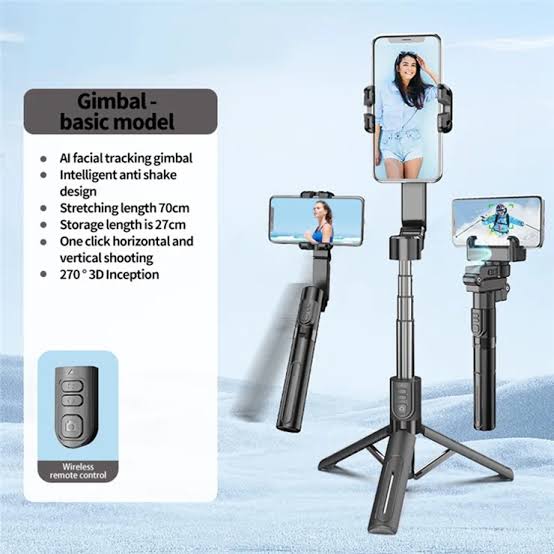 Gimbal -
basic model
AI facial tracking gimbal
Intelligent anti shake
design
Stretching length 70cm
Storage length is 27cm
One click horizontal and
vertical shooting
270 ° 3D Inception
Wireless
remote control